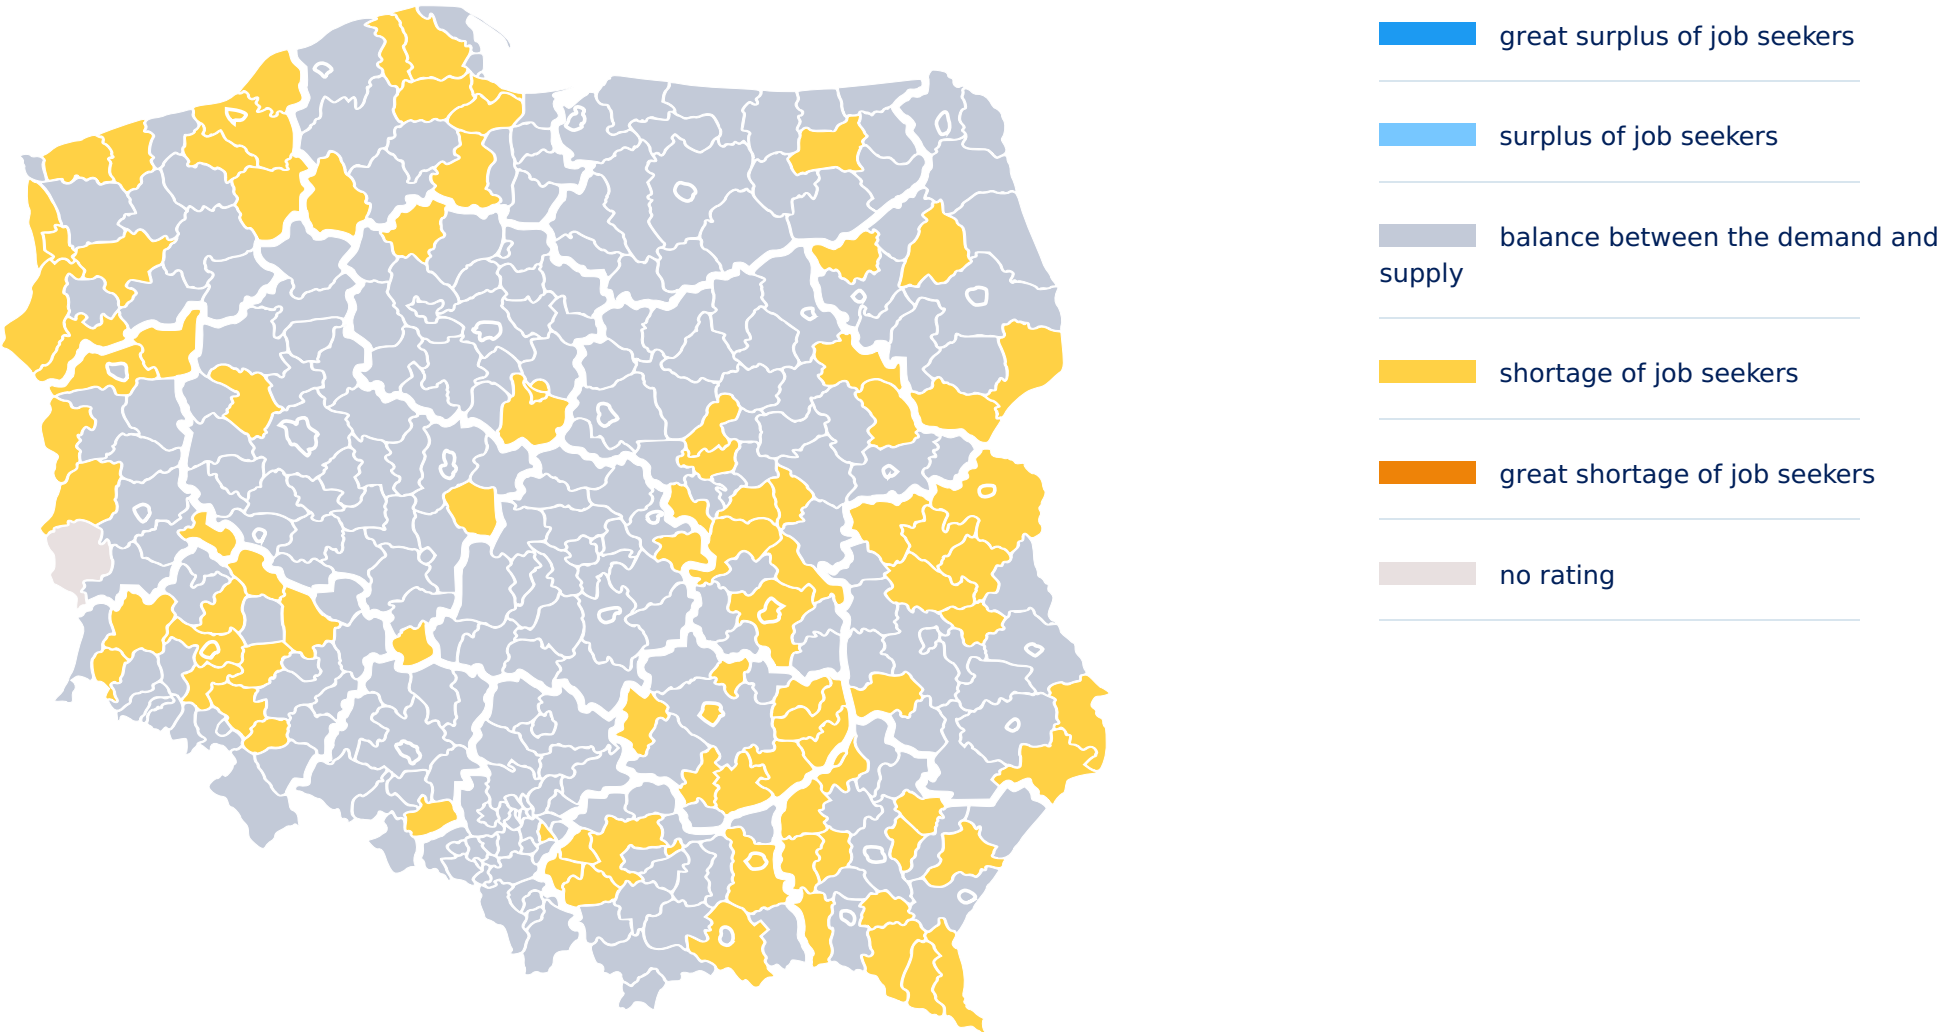 great surplus of job seekers
surplus of job seekers
balance between the demand and
supply
shortage of job seekers
great shortage of job seekers
no rating